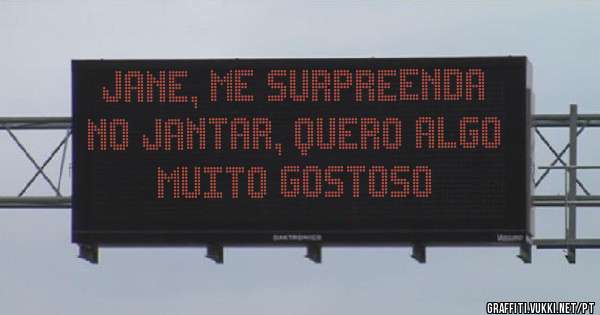 JANE, ME SURPREENDA
NO JANTAR, QUERO ALGO
MUITO GOSTOSO
DAKTRONICS
GRAFFITI.VUKKI.NET/PT